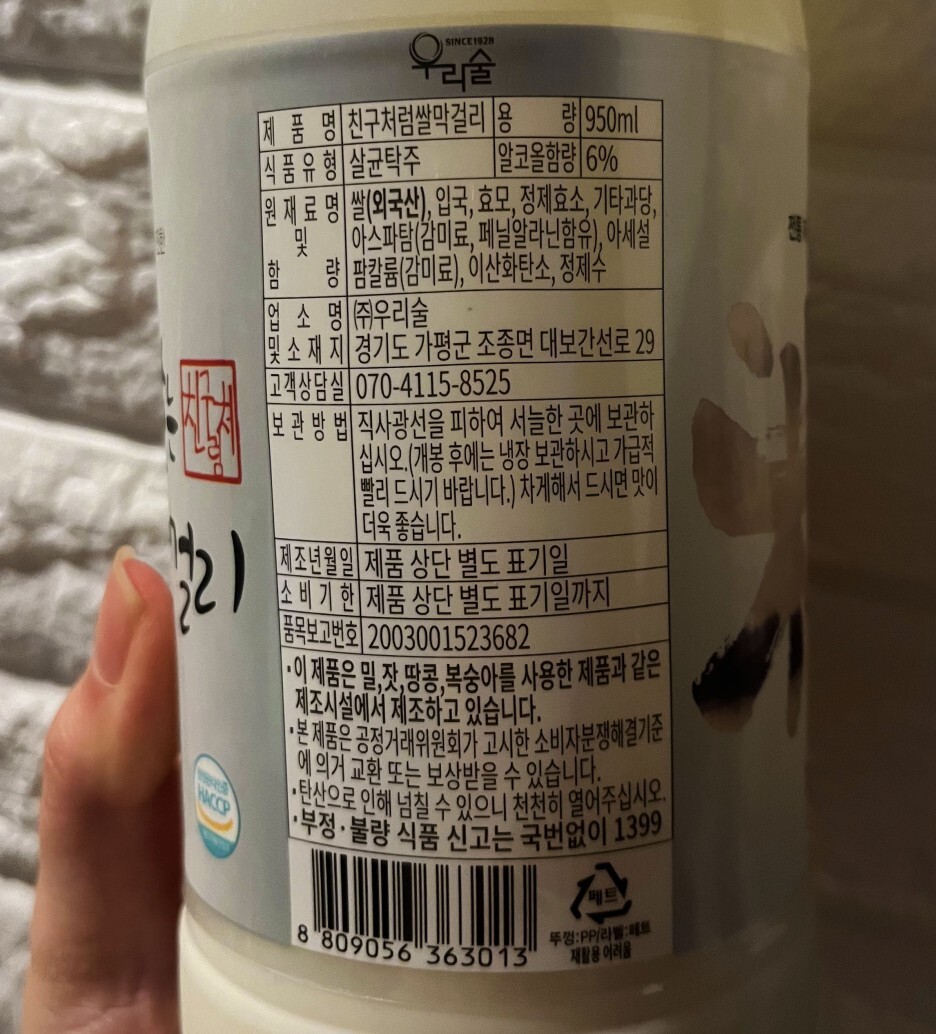 SINCE 1928
우리술
제 품 명 친구처럼쌀막걸리 용 량 950ml
식 품 유 형 살균탁주 알코올함량 6%
원 재 료 명 및 함 량
쌀(외국산), 입국, 효모, 정제효소, 기타과당,
아스파탐(감미료, 페닐알라닌함유), 아세설
팜칼륨(감미료), 이산화탄소, 정제수
업 소 명 ㈜우리술
및 소 재 지 경기도 가평군 조종면 대보간선로 29
고객상담실 070-4115-8525
보 관 방 법 직사광선을 피하여 서늘한 곳에 보관하
십시오.(개봉 후에는 냉장 보관하시고 가급적
빨리 드시기 바랍니다.) 차게해서 드시면 맛이
더욱 좋습니다.
제조년월일 제품 상단 별도 표기일
소 비 기 한 제품 상단 별도 표기일까지
품목보고번호 2003001523682
·이 제품은 밀,잣,땅콩,복숭아를 사용한 제품과 같은
제조시설에서 제조하고 있습니다.
·본 제품은 공정거래위원회가 고시한 소비자분쟁해결기준
에 의거 교환 또는 보상받을 수 있습니다.
·탄산으로 인해 넘칠 수 있으니 천천히 열어주십시오.
·부정·불량 식품 신고는 국번없이 1399
8 809056 363013
페트
뚜껑:PP/라벨:페트
재활용 어려움
친구처럼
걸리
HACCP